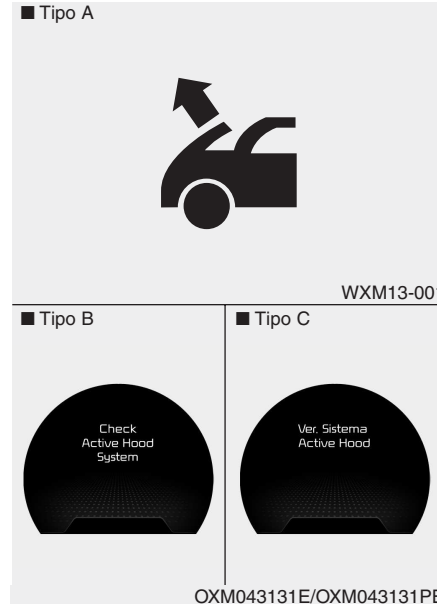 ■ Tipo A
WXM13-001
■ Tipo B
■ Tipo C
Check
Active Hood
System
Ver. Sistema
Active Hood
OXM043131E/OXM043131PE